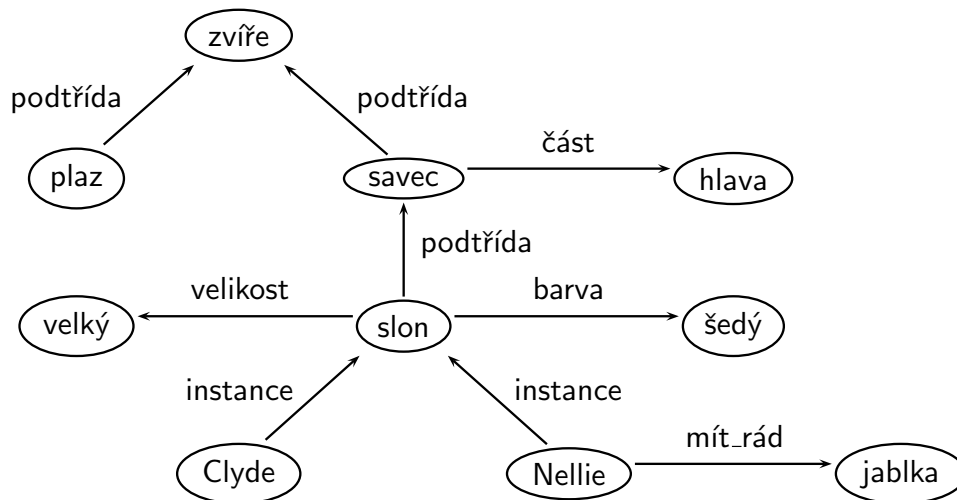 zvíře
podtřída podtřída
část
plaz savec hlava
podtřída
velikost barva
velký slon šedý
instance instance
mít_rád
Clyde Nellie jablka